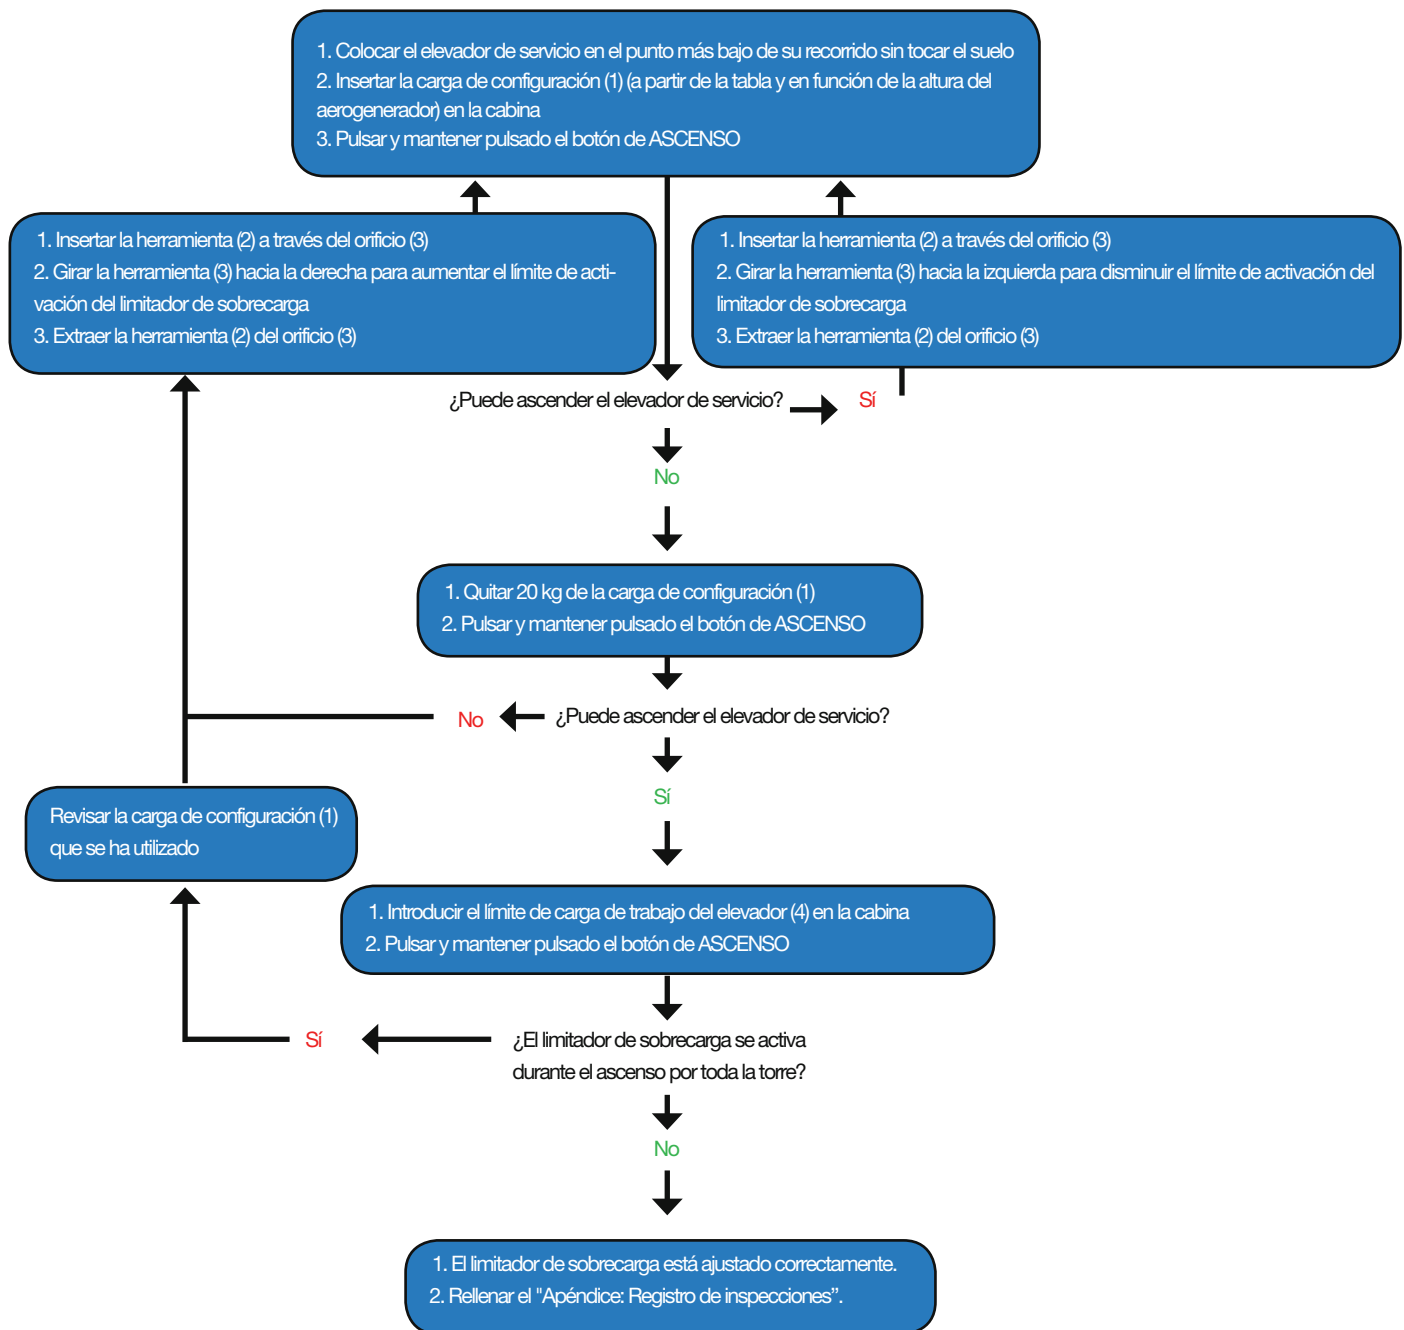 1. Colocar el elevador de servicio en el punto más bajo de su recorrido sin tocar el suelo
2. Insertar la carga de configuración (1) (a partir de la tabla y en función de la altura del
aerogenerador) en la cabina
3. Pulsar y mantener pulsado el botón de ASCENSO
1. Insertar la herramienta (2) a través del orificio (3)
2. Girar la herramienta (3) hacia la derecha para aumentar el límite de acti-
vación del limitador de sobrecarga
3. Extraer la herramienta (2) del orificio (3)
1. Insertar la herramienta (2) a través del orificio (3)
2. Girar la herramienta (3) hacia la izquierda para disminuir el límite de activación del
limitador de sobrecarga
3. Extraer la herramienta (2) del orificio (3)
¿Puede ascender el elevador de servicio?
Sí
No
1. Quitar 20 kg de la carga de configuración (1)
2. Pulsar y mantener pulsado el botón de ASCENSO
No
¿Puede ascender el elevador de servicio?
Sí
Revisar la carga de configuración (1)
que se ha utilizado
1. Introducir el límite de carga de trabajo del elevador (4) en la cabina
2. Pulsar y mantener pulsado el botón de ASCENSO
Sí
¿El limitador de sobrecarga se activa
durante el ascenso por toda la torre?
No
1. El limitador de sobrecarga está ajustado correctamente.
2. Rellenar el "Apéndice: Registro de inspecciones”.